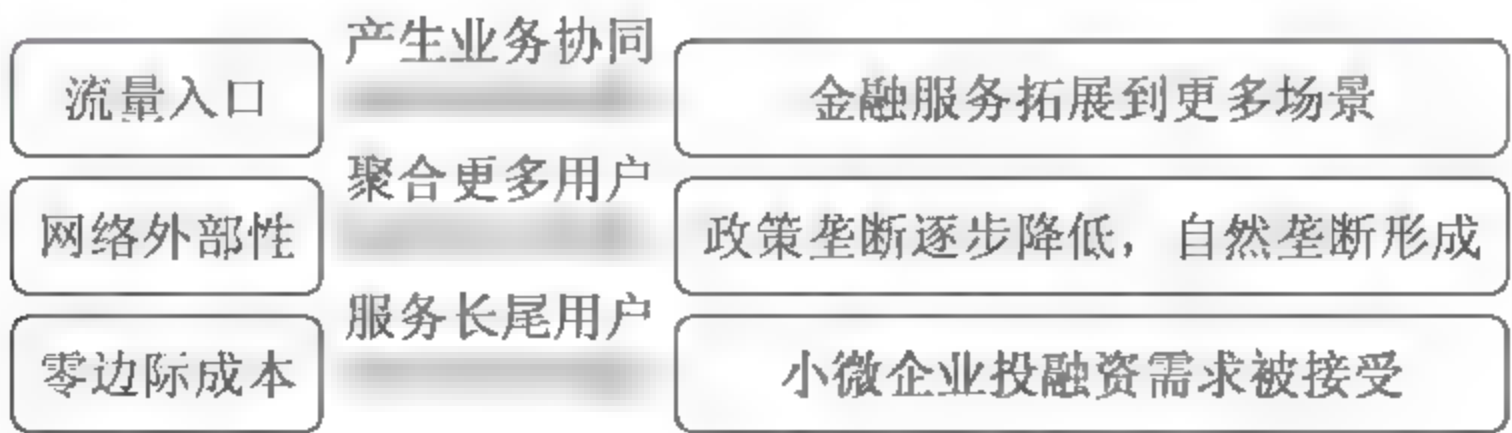 产生业务协同
流量入口
金融服务拓展到更多场景
聚合更多用户
网络外部性
政策垄断逐步降低，自然垄断形成
服务长尾用户
零边际成本
小微企业投融资需求被接受